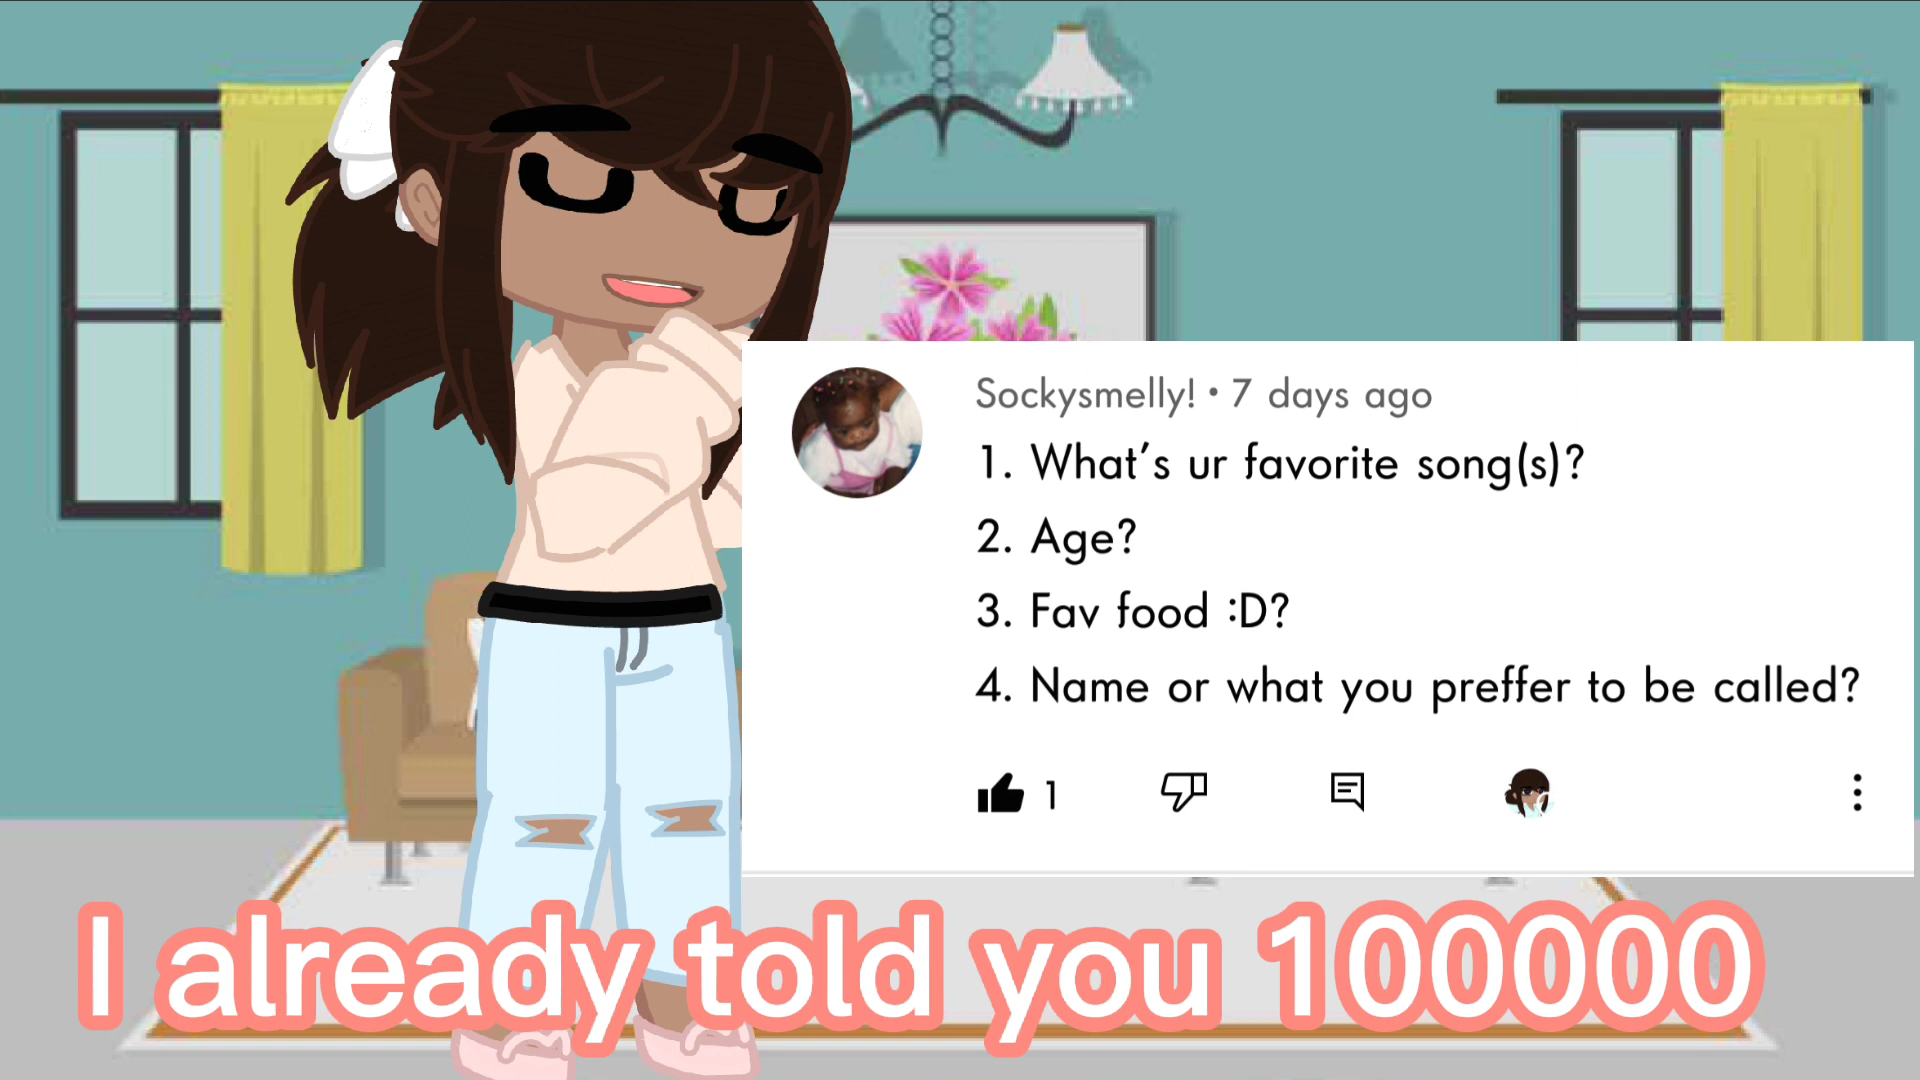 Sockysmelly! • 7 days ago
1. What's ur favorite song(s)?
2. Age?
3. Fav food :D?
4. Name or what you preffer to be called?
1
I already told you 100000